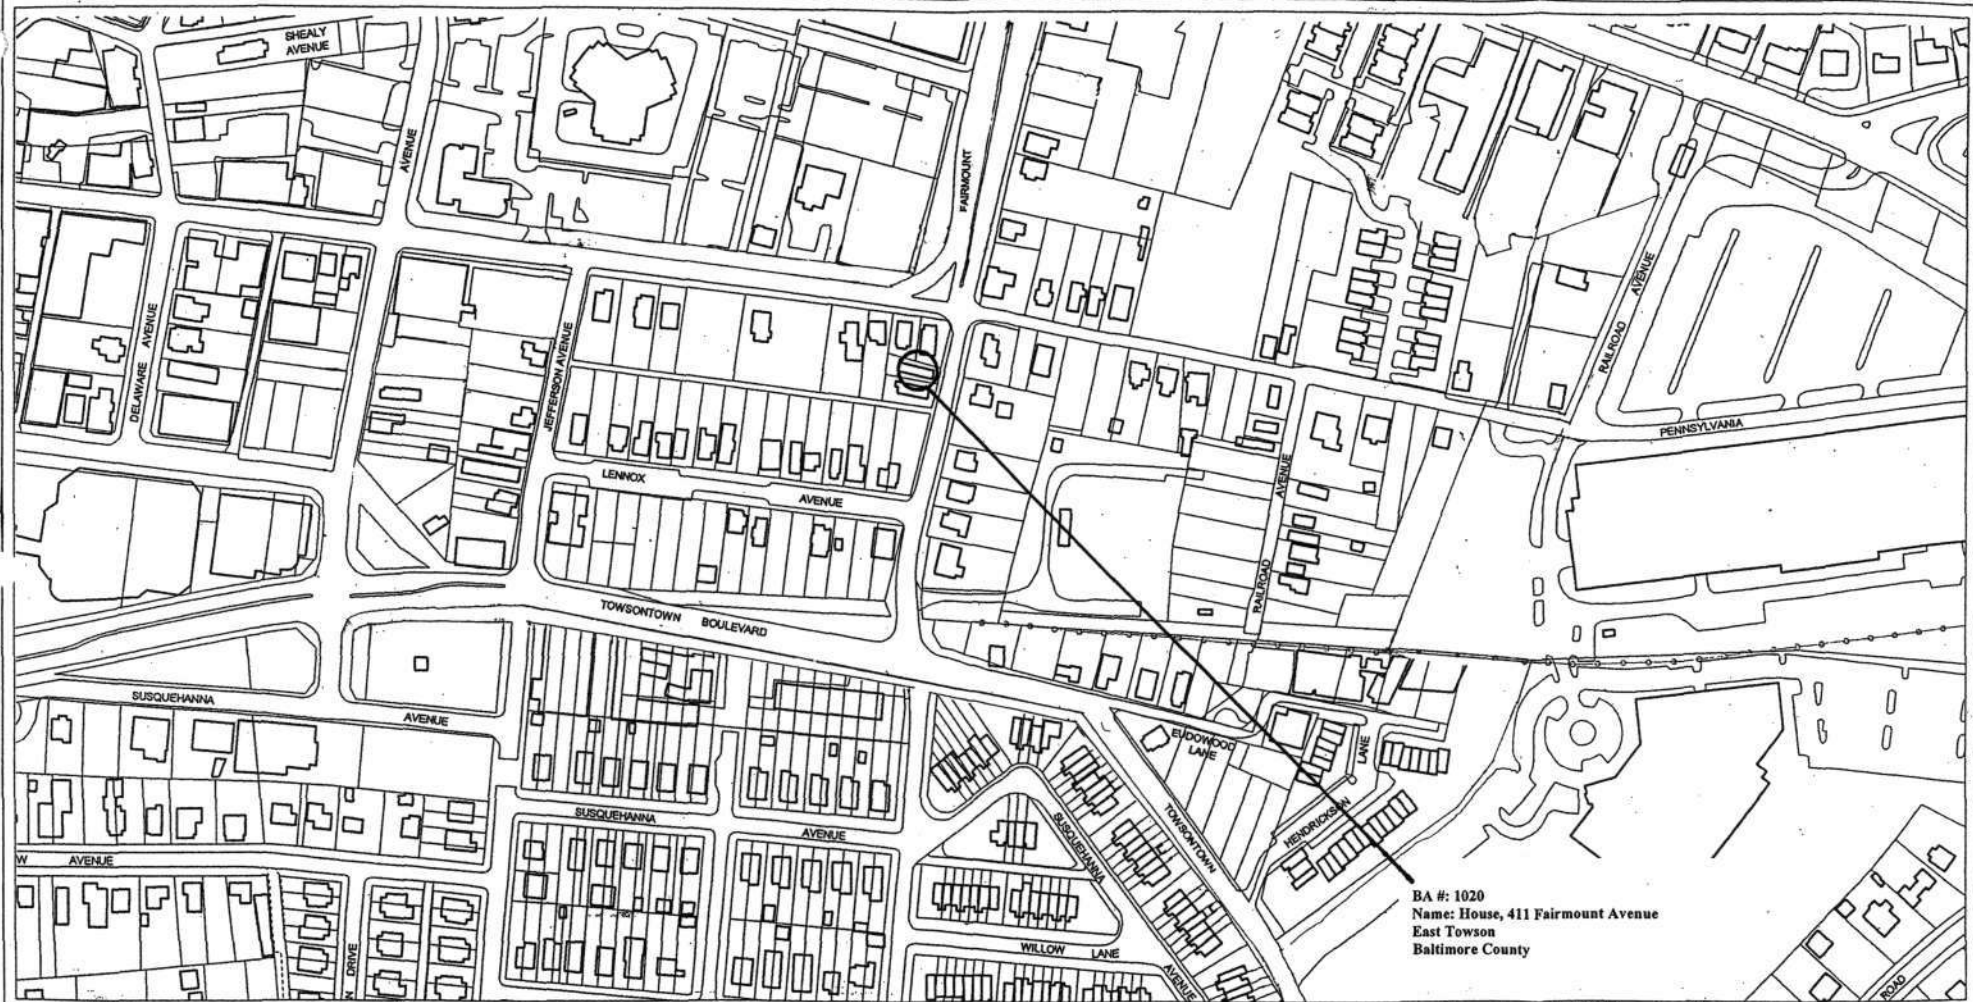 SHEALY
AVENUE
AVENUE
FAIRMOUNT
DELAWARE AVENUE
JEFFERSON AVENUE
RAILROAD AVENUE
PENNSYLVANIA
LENNOX
AVENUE
RAILROAD AVENUE
TOWSONTOWN BOULEVARD
SUSQUEHANNA
AVENUE
EUDOWOOD
LANE
LANE
HENDRICKSON
TOWSONTOWN
SUSQUEHANNA
AVENUE
SUSQUEHANNA
AVENUE
W AVENUE
BA #: 1020
Name: House, 411 Fairmount Avenue
East Towson
Baltimore County
WILLOW LANE
N DRIVE
ROAD